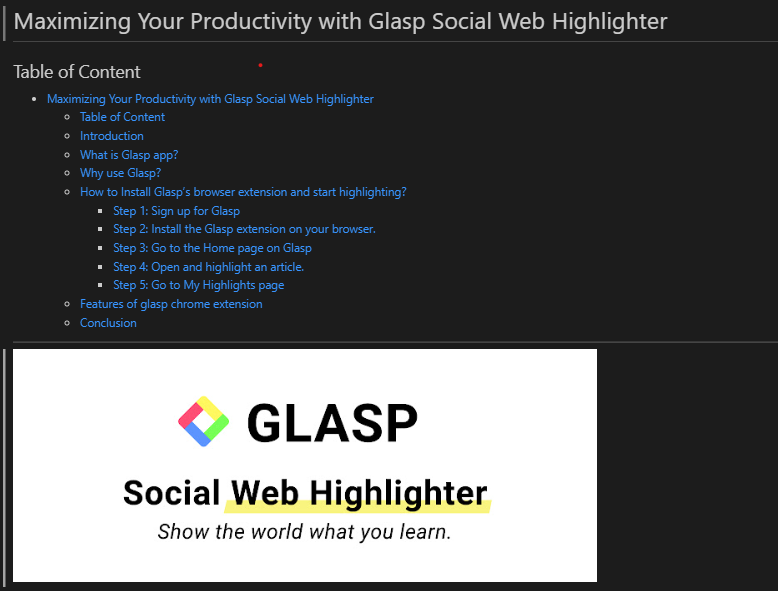 Maximizing Your Productivity with Glasp Social Web Highlighter
Table of Content
Maximizing Your Productivity with Glasp Social Web Highlighter
Table of Content
Introduction
What is Glasp app?
Why use Glasp?
How to Install Glasp’s browser extension and start highlighting?
Step 1: Sign up for Glasp
Step 2: Install the Glasp extension on your browser.
Step 3: Go to the Home page on Glasp
Step 4: Open and highlight an article.
Step 5: Go to My Highlights page
Features of glasp chrome extension
Conclusion
GLASP
Social Web Highlighter
Show the world what you learn.